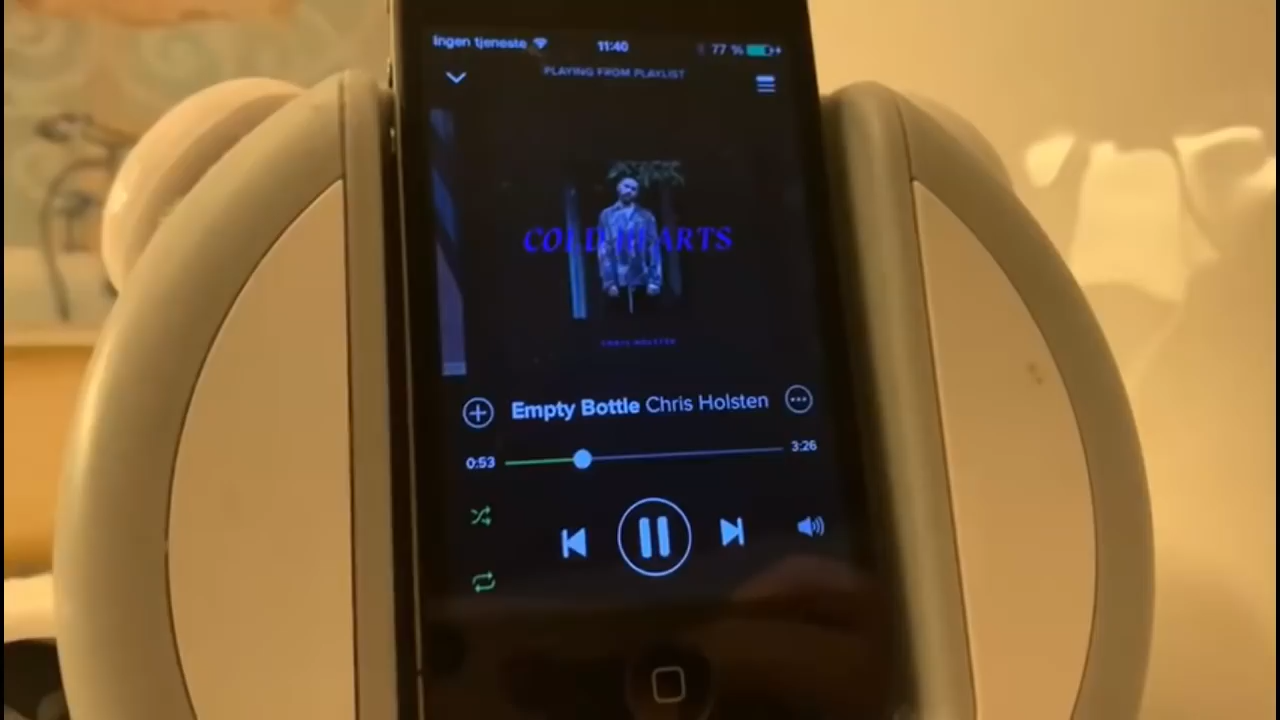 Ingen tjeneste 11:40 77 %
PLAYING FROM PLAYLIST
COLD HEARTS
CHRIS HOLSTEN
Empty Bottle Chris Holsten
0:53 3:26